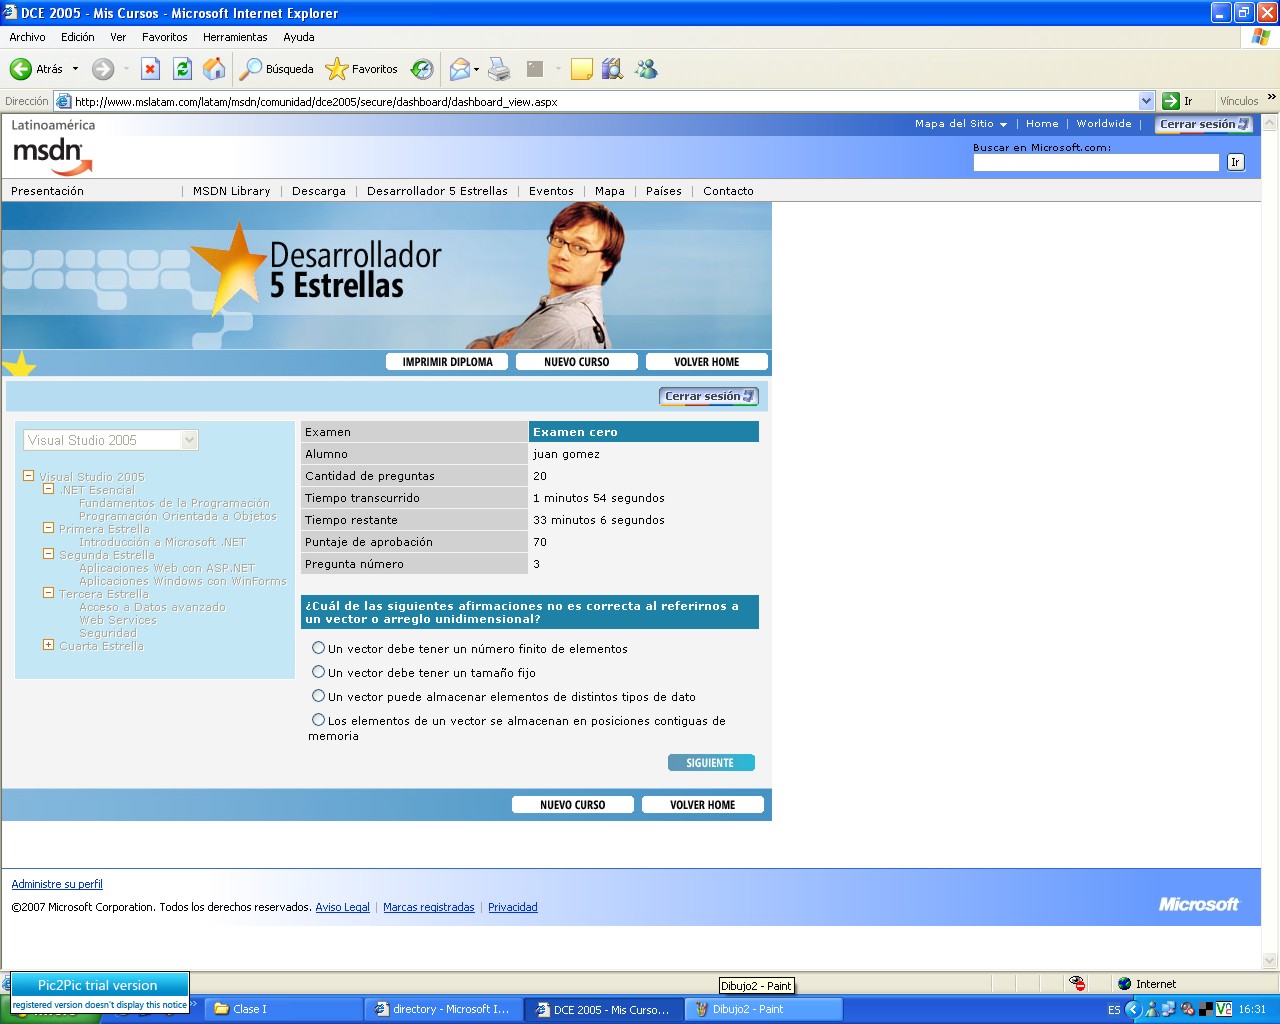 DCE 2005 - Mis Cursos - Microsoft Internet Explorer
Archivo Edición Ver Favoritos Herramientas Ayuda
Atrás Búsqueda Favoritos
Dirección http://www.mslatam.com/latam/msdn/comunidad/dce2005/secure/dashboard/dashboard_view.aspx Ir Vínculos »
Latinoamérica
msdn
Mapa del Sitio | Home | Worldwide | Cerrar sesión
Buscar en Microsoft.com:
Ir
Presentación | MSDN Library | Descarga | Desarrollador 5 Estrellas | Eventos | Mapa | Países | Contacto
Desarrollador
5 Estrellas
IMPRIMIR DIPLOMA NUEVO CURSO VOLVER HOME
Cerrar sesión
Visual Studio 2005
Visual Studio 2005
.NET Esencial
Fundamentos de la Programación
Programación Orientada a Objetos
Primera Estrella
Introducción a Microsoft .NET
Segunda Estrella
Aplicaciones Web con ASP.NET
Aplicaciones Windows con WinForms
Tercera Estrella
Acceso a Datos avanzado
Web Services
Seguridad
Cuarta Estrella
Examen Examen cero
Alumno juan gomez
Cantidad de preguntas 20
Tiempo transcurrido 1 minutos 54 segundos
Tiempo restante 33 minutos 6 segundos
Puntaje de aprobación 70
Pregunta número 3
¿Cuál de las siguientes afirmaciones no es correcta al referirnos a
un vector o arreglo unidimensional?
Un vector debe tener un número finito de elementos
Un vector debe tener un tamaño fijo
Un vector puede almacenar elementos de distintos tipos de dato
Los elementos de un vector se almacenan en posiciones contiguas de
memoria
SIGUIENTE
NUEVO CURSO VOLVER HOME
Administre su perfil
©2007 Microsoft Corporation. Todos los derechos reservados. Aviso Legal | Marcas registradas | Privacidad
Microsoft
Pic2Pic trial version
registered version doesn't display this notice
Dibujo2 - Paint
Internet
Clase I directory - Microsoft I... DCE 2005 - Mis Curso... Dibujo2 - Paint ES 16:31